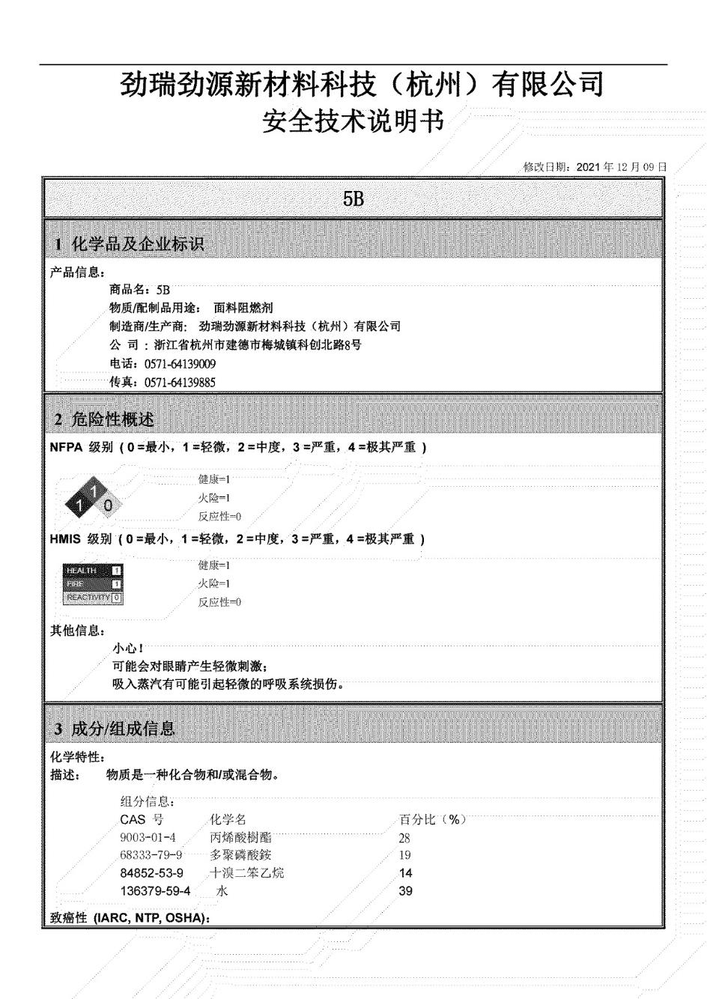 劲瑞劲源新材料科技（杭州）有限公司
安全技术说明书
修改日期：2021 年 12 月 09 日
5B
1 化学品及企业标识
产品信息：
商品名：5B
物质/配制品用途： 面料阻燃剂
制造商/生产商： 劲瑞劲源新材料科技（杭州）有限公司
公 司：浙江省杭州市建德市梅城镇科创北路8号
电话：0571-64139009
传真：0571-64139885
2 危险性概述
NFPA 级别 ( 0 =最小，1 =轻微，2 =中度，3 =严重，4 =极其严重 )
1
1 0
健康=1
火险=1
反应性=0
HMIS 级别 ( 0 =最小，1 =轻微，2 =中度，3 =严重，4 =极其严重 )
HEALTH 1
FIRE 1
REACTIVITY 0
健康=1
火险=1
反应性=0
其他信息：
小心！
可能会对眼睛产生轻微刺激；
吸入蒸汽有可能引起轻微的呼吸系统损伤。
3 成分/组成信息
化学特性：
描述： 物质是一种化合物和/或混合物。
组分信息：
CAS 号 化学名 百分比（%）
9003-01-4 丙烯酸樹酯 28
68333-79-9 多聚磷酸銨 19
84852-53-9 十溴二笨乙烷 14
136379-59-4 水 39
致癌性 (IARC, NTP, OSHA)：